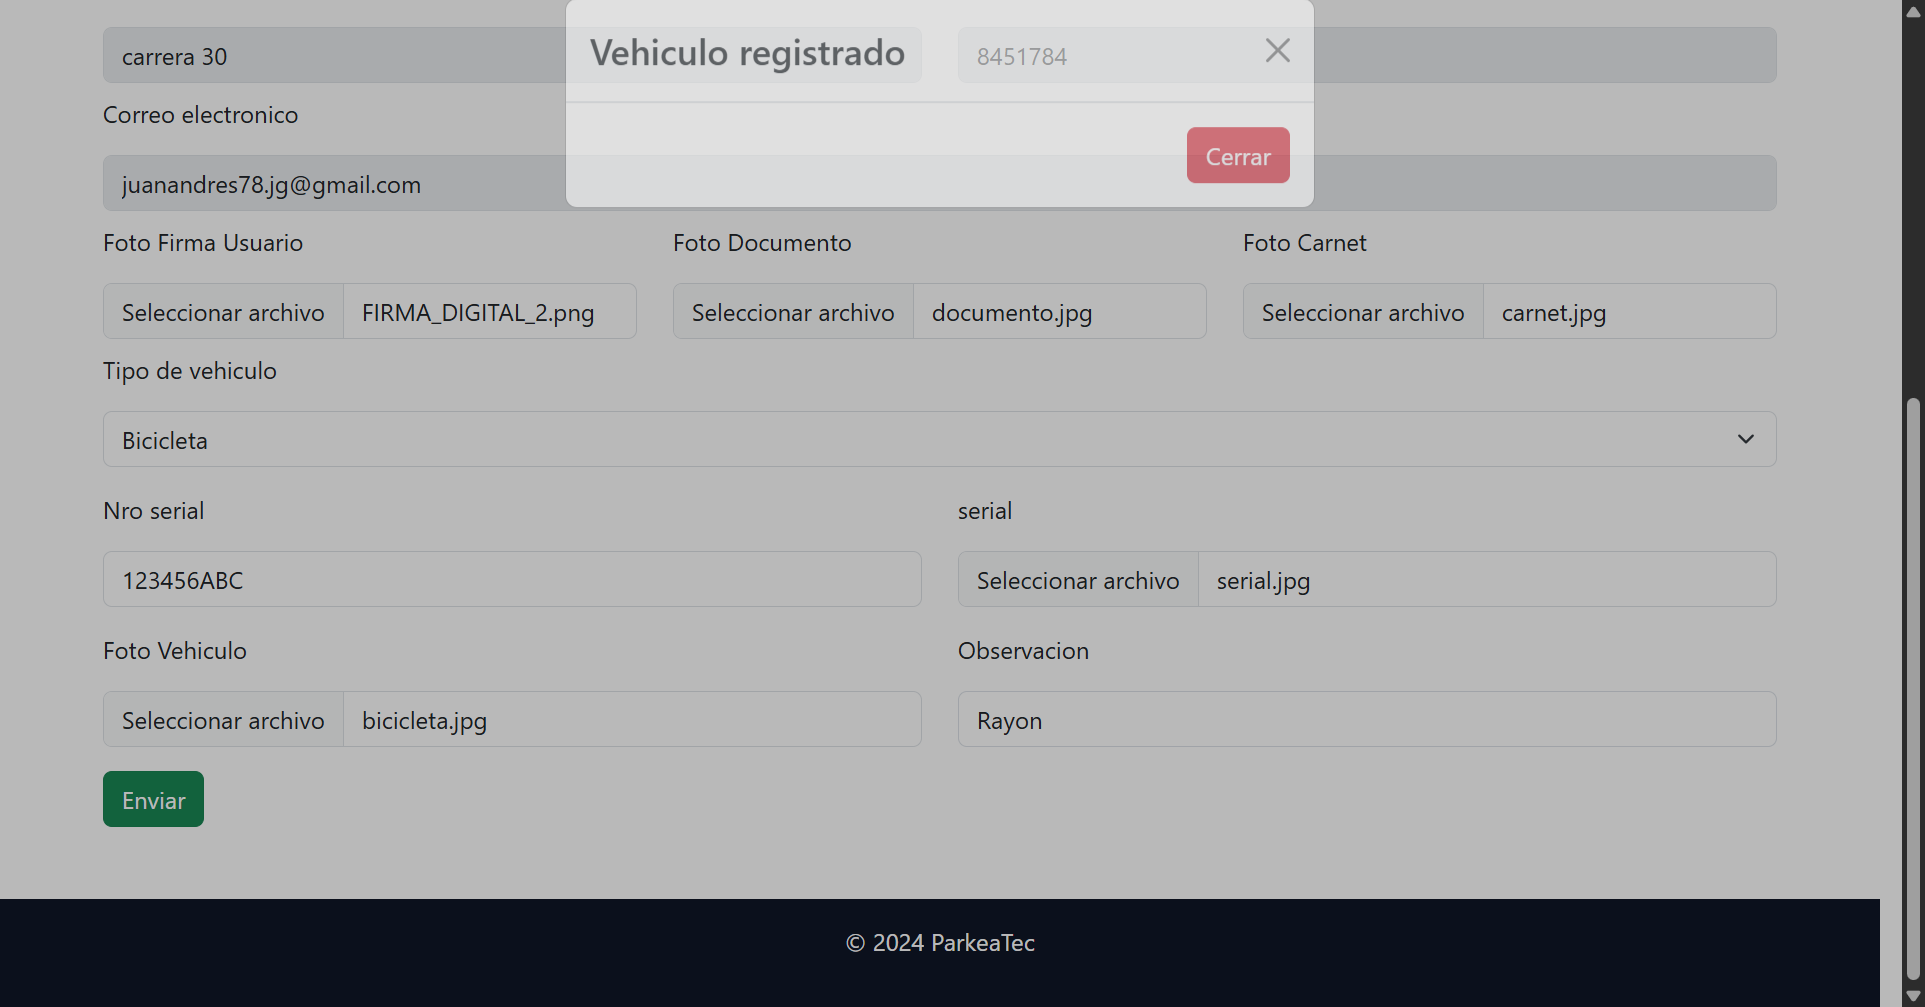 Vehiculo registrado
carrera 30
8451784
Correo electronico
Cerrar
juanandres78.jg@gmail.com
Foto Firma Usuario
Foto Documento
Foto Carnet
Seleccionar archivo FIRMA_DIGITAL_2.png
Seleccionar archivo documento.jpg
Seleccionar archivo carnet.jpg
Tipo de vehiculo
Bicicleta
Nro serial
serial
123456ABC
Seleccionar archivo serial.jpg
Foto Vehiculo
Observacion
Seleccionar archivo bicicleta.jpg
Rayon
Enviar
© 2024 ParkeaTec